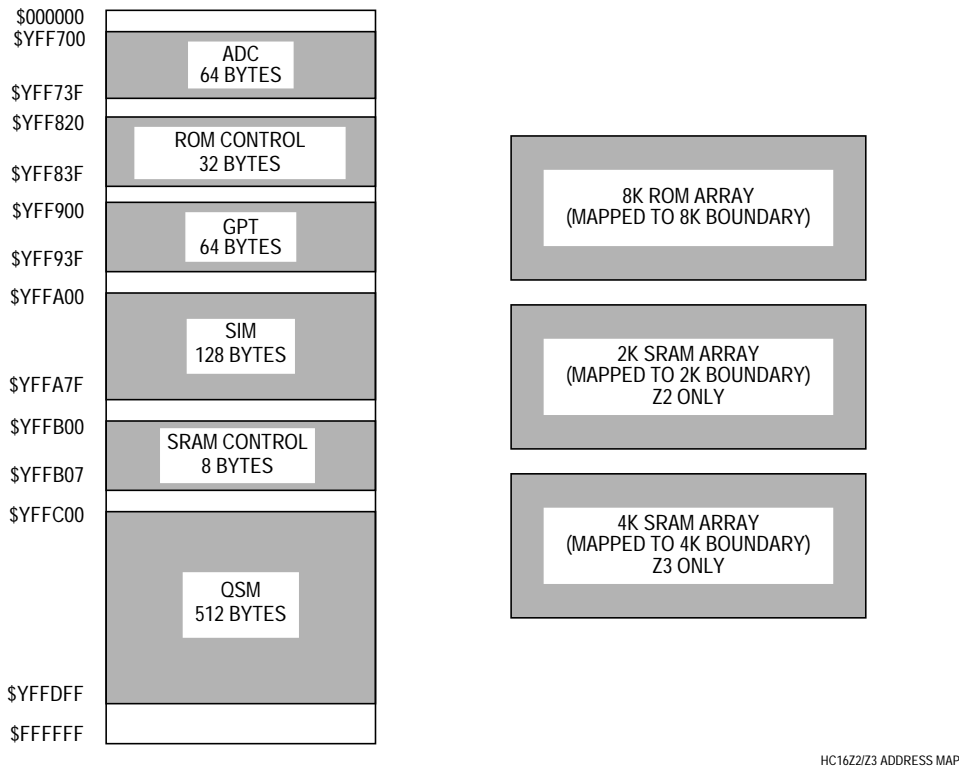 $000000
$YFF700
ADC
64 BYTES
$YFF73F
$YFF820
ROM CONTROL
32 BYTES
$YFF83F
$YFF900
GPT
64 BYTES
$YFF93F
$YFFA00
SIM
128 BYTES
$YFFA7F
$YFFB00
SRAM CONTROL
8 BYTES
$YFFB07
$YFFC00
QSM
512 BYTES
$YFFDFF
$FFFFFF
8K ROM ARRAY
(MAPPED TO 8K BOUNDARY)
2K SRAM ARRAY
(MAPPED TO 2K BOUNDARY)
Z2 ONLY
4K SRAM ARRAY
(MAPPED TO 4K BOUNDARY)
Z3 ONLY
HC16Z2/Z3 ADDRESS MAP